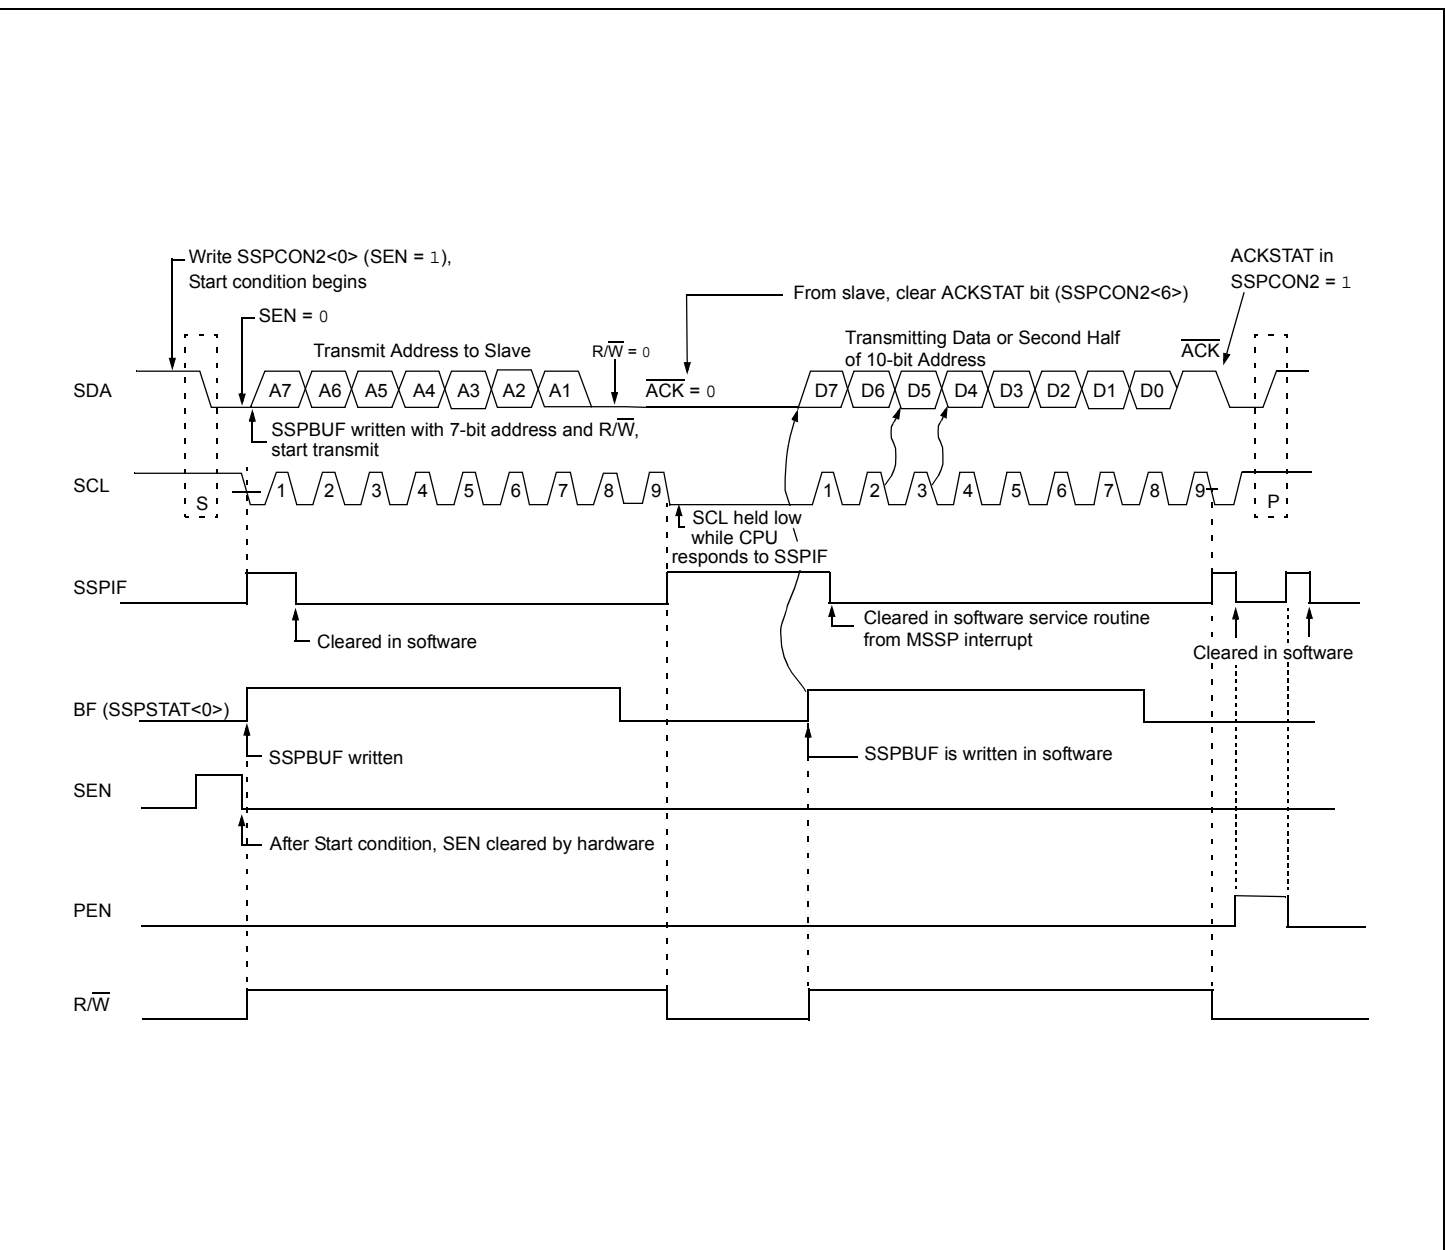 Write SSPCON2<0> (SEN = 1),
Start condition begins
ACKSTAT in
SSPCON2 = 1
From slave, clear ACKSTAT bit (SSPCON2<6>)
SEN = 0
Transmit Address to Slave
R/W̅ = 0
Transmitting Data or Second Half
of 10-bit Address
A̅C̅K̅
SDA
A7 A6 A5 A4 A3 A2 A1
A̅C̅K̅ = 0
D7 D6 D5 D4 D3 D2 D1 D0
SSPBUF written with 7-bit address and R/W̅,
start transmit
SCL
1 2 3 4 5 6 7 8 9
1 2 3 4 5 6 7 8 9
S
P
SCL held low
while CPU
responds to SSPIF
SSPIF
Cleared in software
Cleared in software service routine
from MSSP interrupt
Cleared in software
BF (SSPSTAT<0>)
SSPBUF written
SSPBUF is written in software
SEN
After Start condition, SEN cleared by hardware
PEN
R/W̅